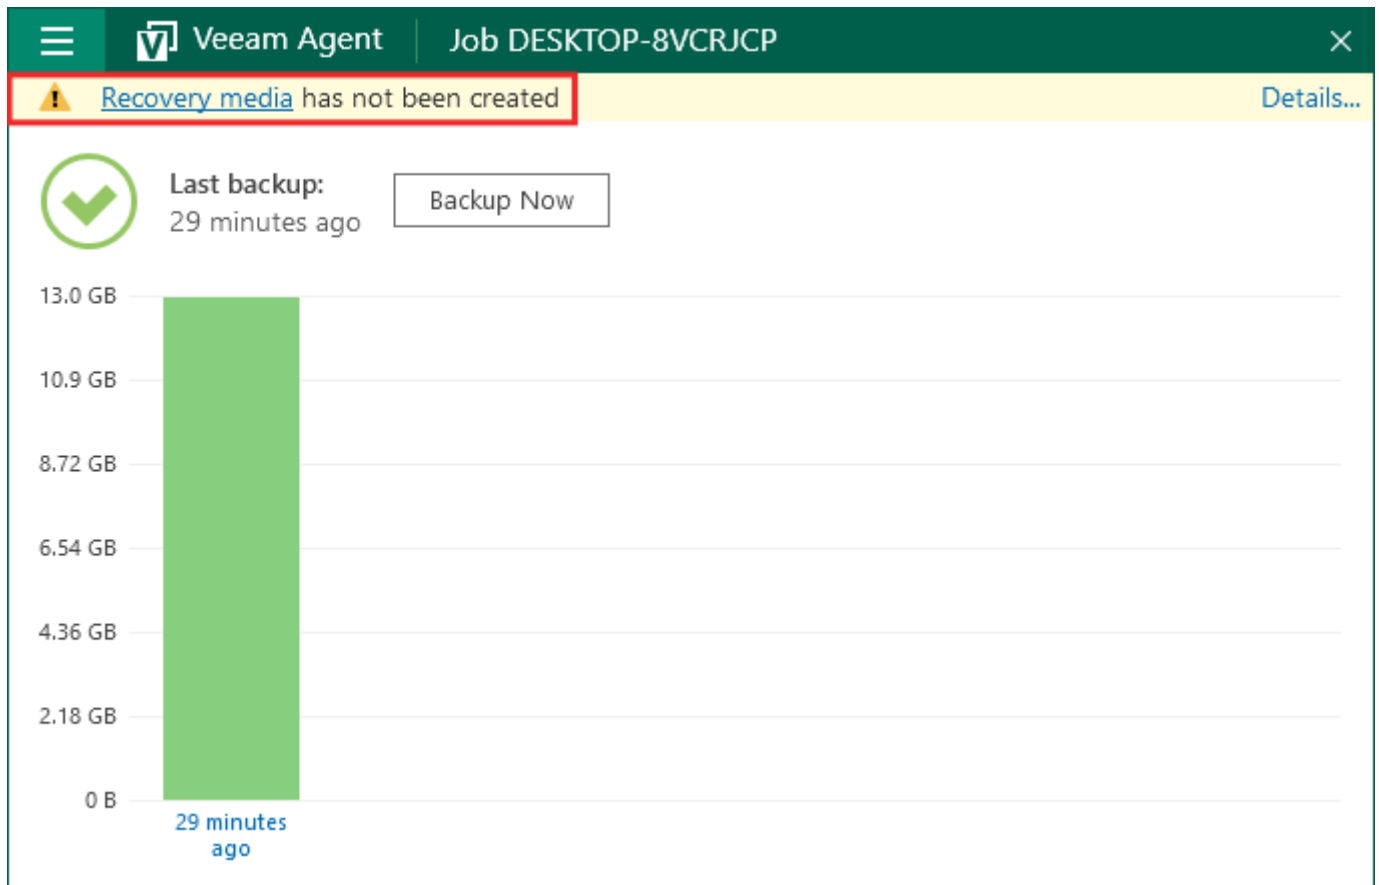 Veeam Agent
Job DESKTOP-8VCRJCP
Recovery media has not been created
Details...
Last backup:
29 minutes ago
Backup Now
13.0 GB
10.9 GB
8.72 GB
6.54 GB
4.36 GB
2.18 GB
0 B
29 minutes
ago